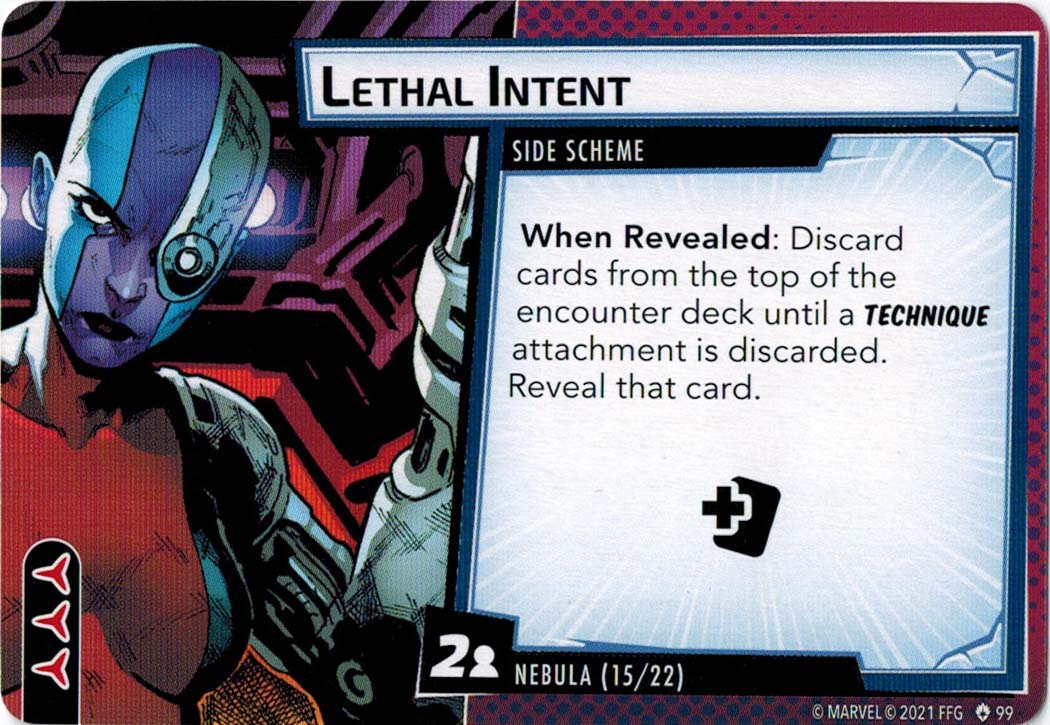 LETHAL INTENT
SIDE SCHEME
When Revealed: Discard
cards from the top of the
encounter deck until a TECHNIQUE
attachment is discarded.
Reveal that card.
2
NEBULA (15/22)
© MARVEL © 2021 FFG 99